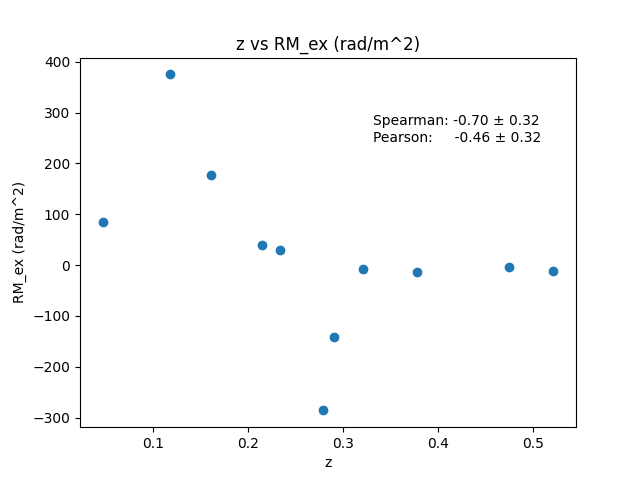 z vs RM_ex (rad/m^2)
400
300
200
100
0
−100
−200
−300
RM_ex (rad/m^2)
Spearman: -0.70 ± 0.32
Pearson: -0.46 ± 0.32
0.1 0.2 0.3 0.4 0.5
z